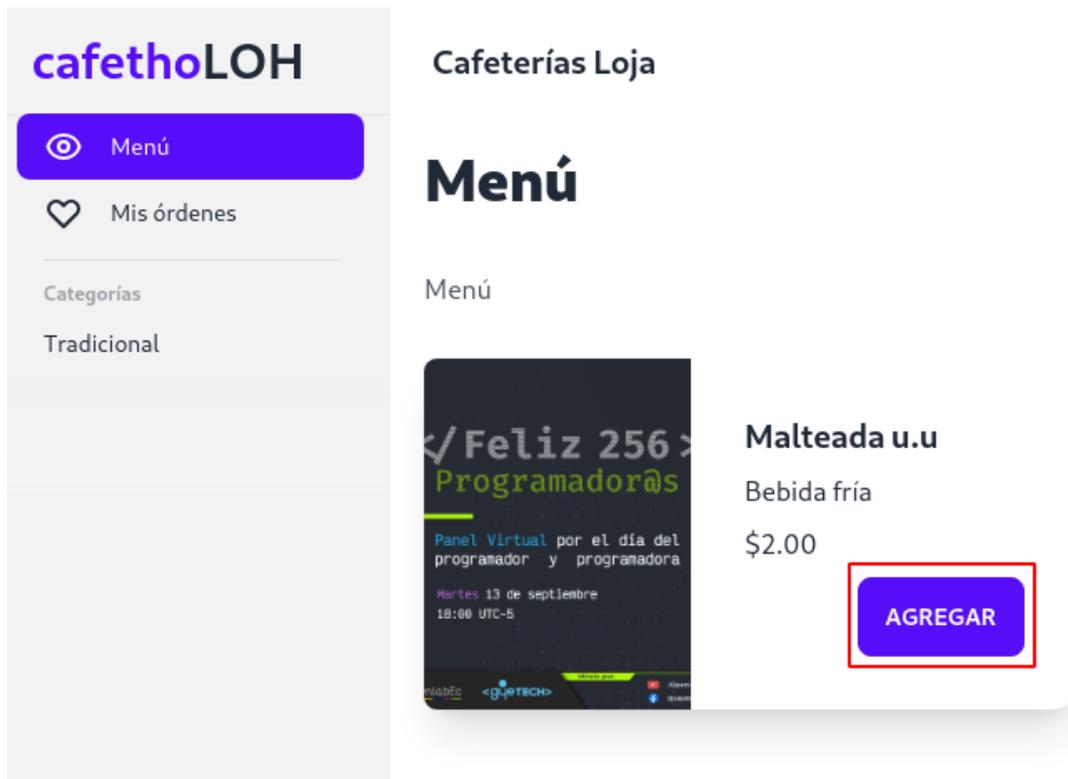 cafethoLOH
Menú
Mis órdenes
Categorías
Tradicional
Cafeterías Loja
Menú
Menú
</Feliz 256>
Programador@s
Panel Virtual por el día del
programador y programadora
Martes 13 de septiembre
18:00 UTC-5
<gyeTECH>
Malteada u.u
Bebida fría
$2.00
AGREGAR